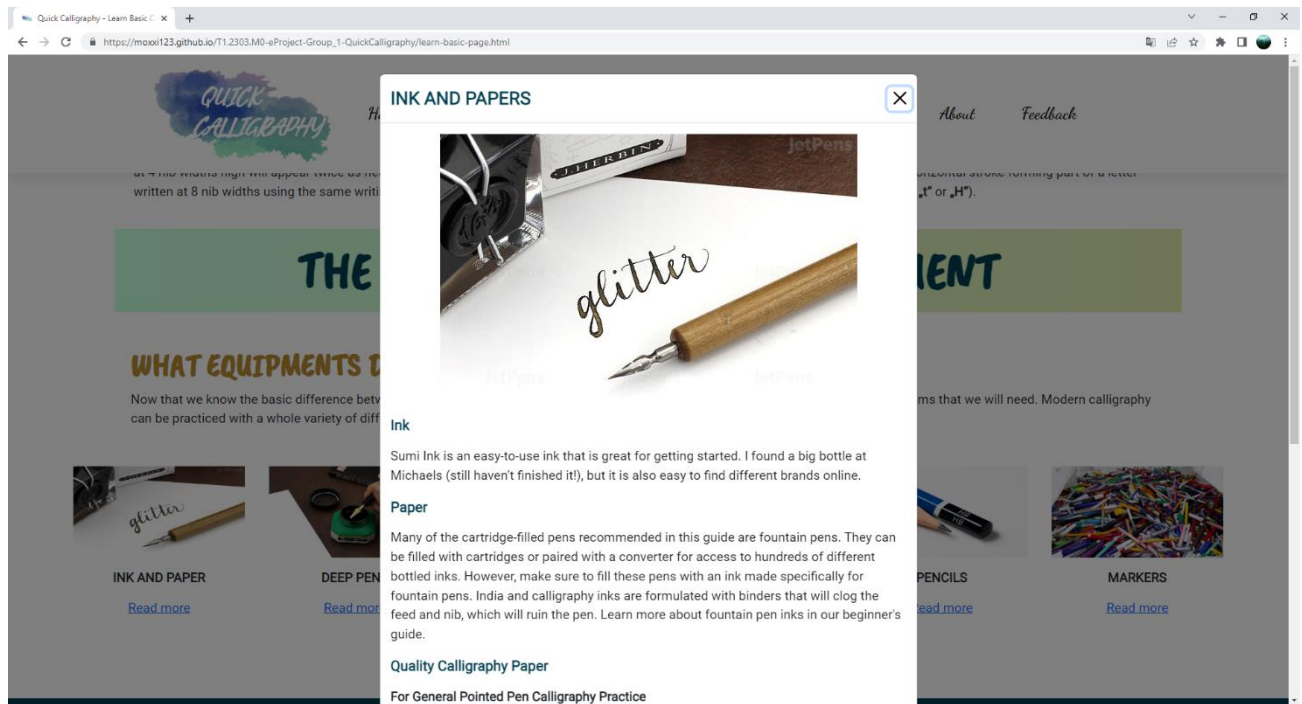 Quick Calligraphy - Learn Basic C
https://moxxi123.github.io/T1.2303.M0-eProject-Group_1-QuickCalligraphy/learn-basic-page.html
QUICK
CALLIGRAPHY
About
Feedback
INK AND PAPERS
jetPens
J.HERBIN
glitter
JetPens
JetPens
written at 8 nib widths using the same writi
„t” or „H”).
THE
WHAT EQUIPMENTS
Now that we know the basic difference
ms that we will need. Modern calligraphy
can be practiced with a whole variety of
Ink
Sumi Ink is an easy-to-use ink that is great for getting started. I found a big bottle at
Michaels (still haven't finished it!), but it is also easy to find different brands online.
Paper
Many of the cartridge-filled pens recommended in this guide are fountain pens. They can
be filled with cartridges or paired with a converter for access to hundreds of different
bottled inks. However, make sure to fill these pens with an ink made specifically for
fountain pens. India and calligraphy inks are formulated with binders that will clog the
feed and nib, which will ruin the pen. Learn more about fountain pen inks in our beginner's
guide.
Quality Calligraphy Paper
For General Pointed Pen Calligraphy Practice
glitter
HB
INK AND PAPER
DEEP PEN
PENCILS
MARKERS
Read more
Read mor
ead more
Read more